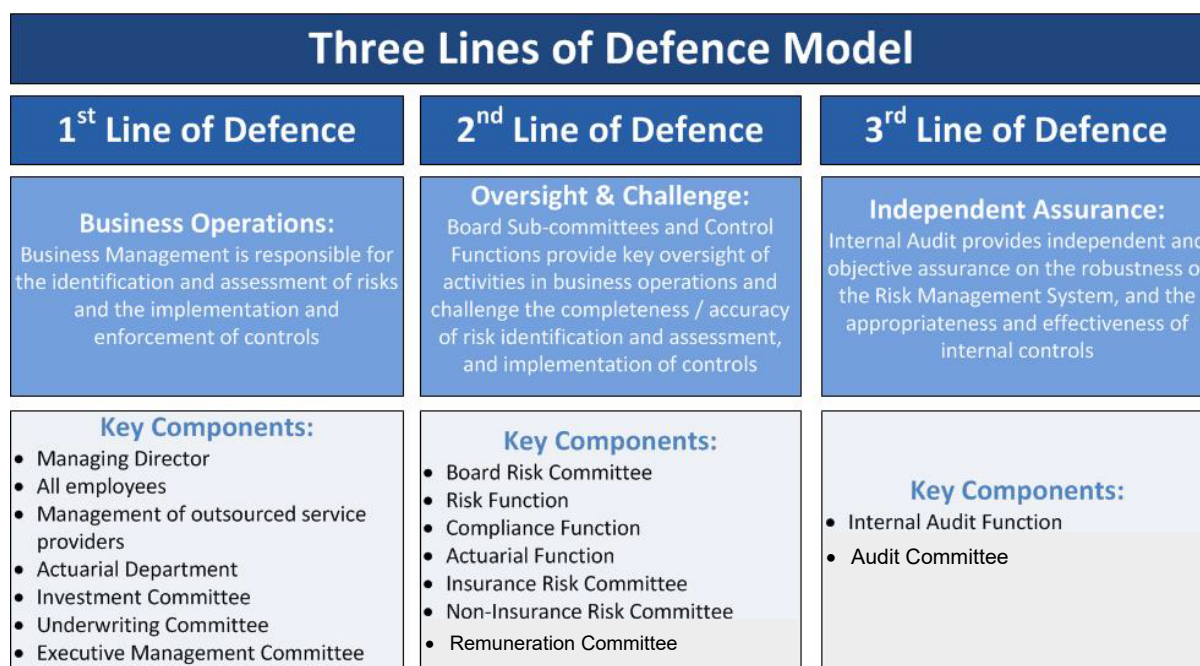 Three Lines of Defence Model
1st Line of Defence
Business Operations:
Business Management is responsible for
the identification and assessment of risks
and the implementation and
enforcement of controls
Key Components:
• Managing Director
• All employees
• Management of outsourced service
providers
• Actuarial Department
• Investment Committee
• Underwriting Committee
• Executive Management Committee
2nd Line of Defence
Oversight & Challenge:
Board Sub-committees and Control
Functions provide key oversight of
activities in business operations and
challenge the completeness / accuracy
of risk identification and assessment,
and implementation of controls
Key Components:
• Board Risk Committee
• Risk Function
• Compliance Function
• Actuarial Function
• Insurance Risk Committee
• Non-Insurance Risk Committee
• Remuneration Committee
3rd Line of Defence
Independent Assurance:
Internal Audit provides independent and
objective assurance on the robustness of
the Risk Management System, and the
appropriateness and effectiveness of
internal controls
Key Components:
• Internal Audit Function
• Audit Committee